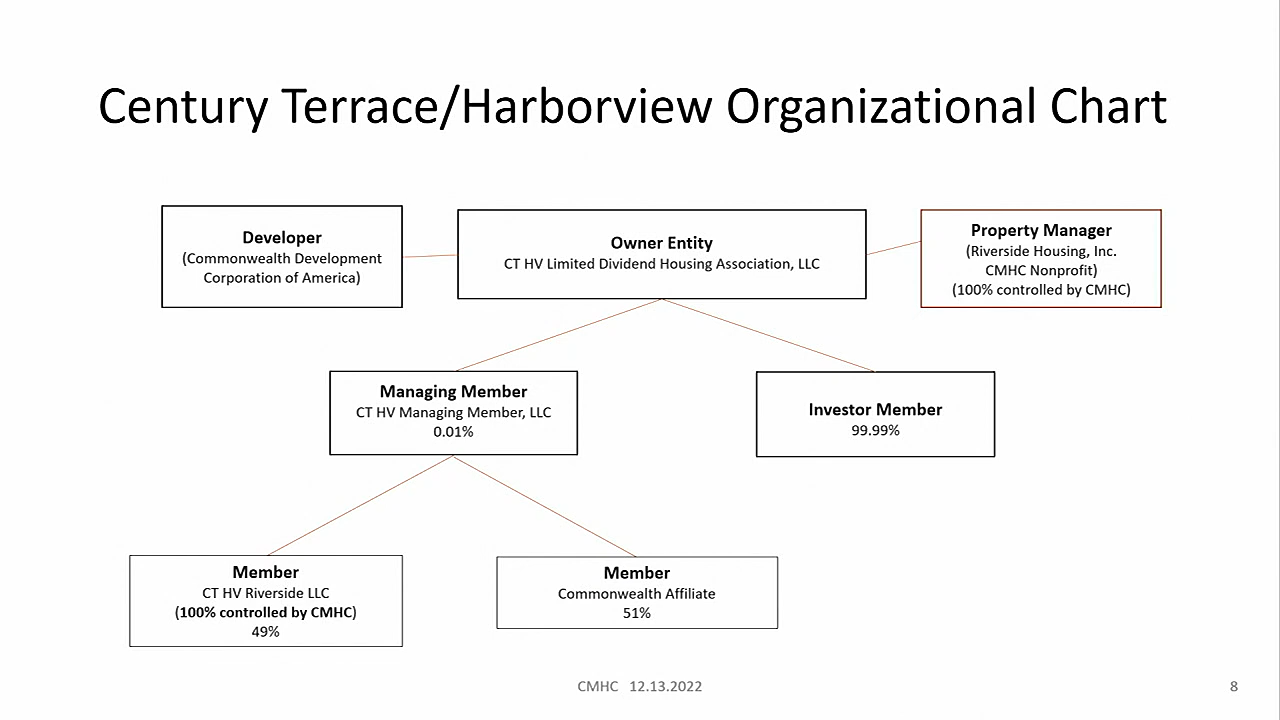 Century Terrace/Harborview Organizational Chart
Developer
(Commonwealth Development
Corporation of America)
Owner Entity
CT HV Limited Dividend Housing Association, LLC
Property Manager
(Riverside Housing, Inc.
CMHC Nonprofit)
(100% controlled by CMHC)
Managing Member
CT HV Managing Member, LLC
0.01%
Investor Member
99.99%
Member
CT HV Riverside LLC
(100% controlled by CMHC)
49%
Member
Commonwealth Affiliate
51%
CMHC 12.13.2022
8